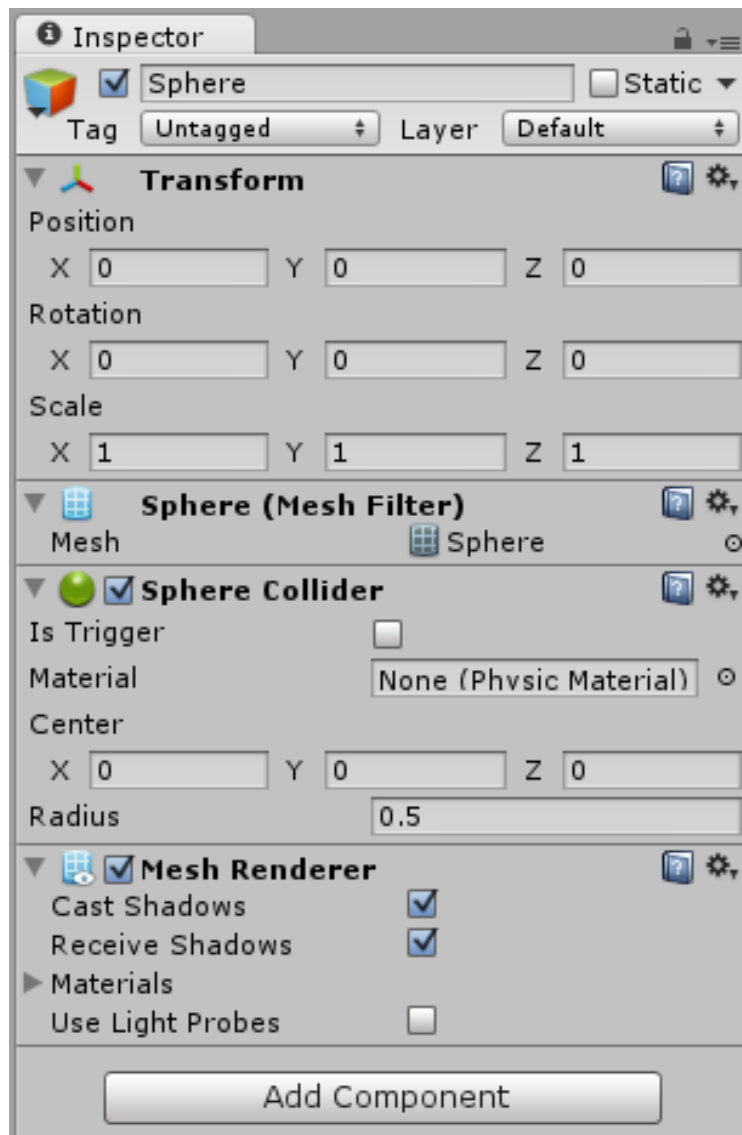 Inspector
Sphere Static
Tag Untagged Layer Default
Transform
Position
X 0 Y 0 Z 0
Rotation
X 0 Y 0 Z 0
Scale
X 1 Y 1 Z 1
Sphere (Mesh Filter)
Mesh Sphere
Sphere Collider
Is Trigger
Material None (Physic Material)
Center
X 0 Y 0 Z 0
Radius 0.5
Mesh Renderer
Cast Shadows
Receive Shadows
Materials
Use Light Probes
Add Component